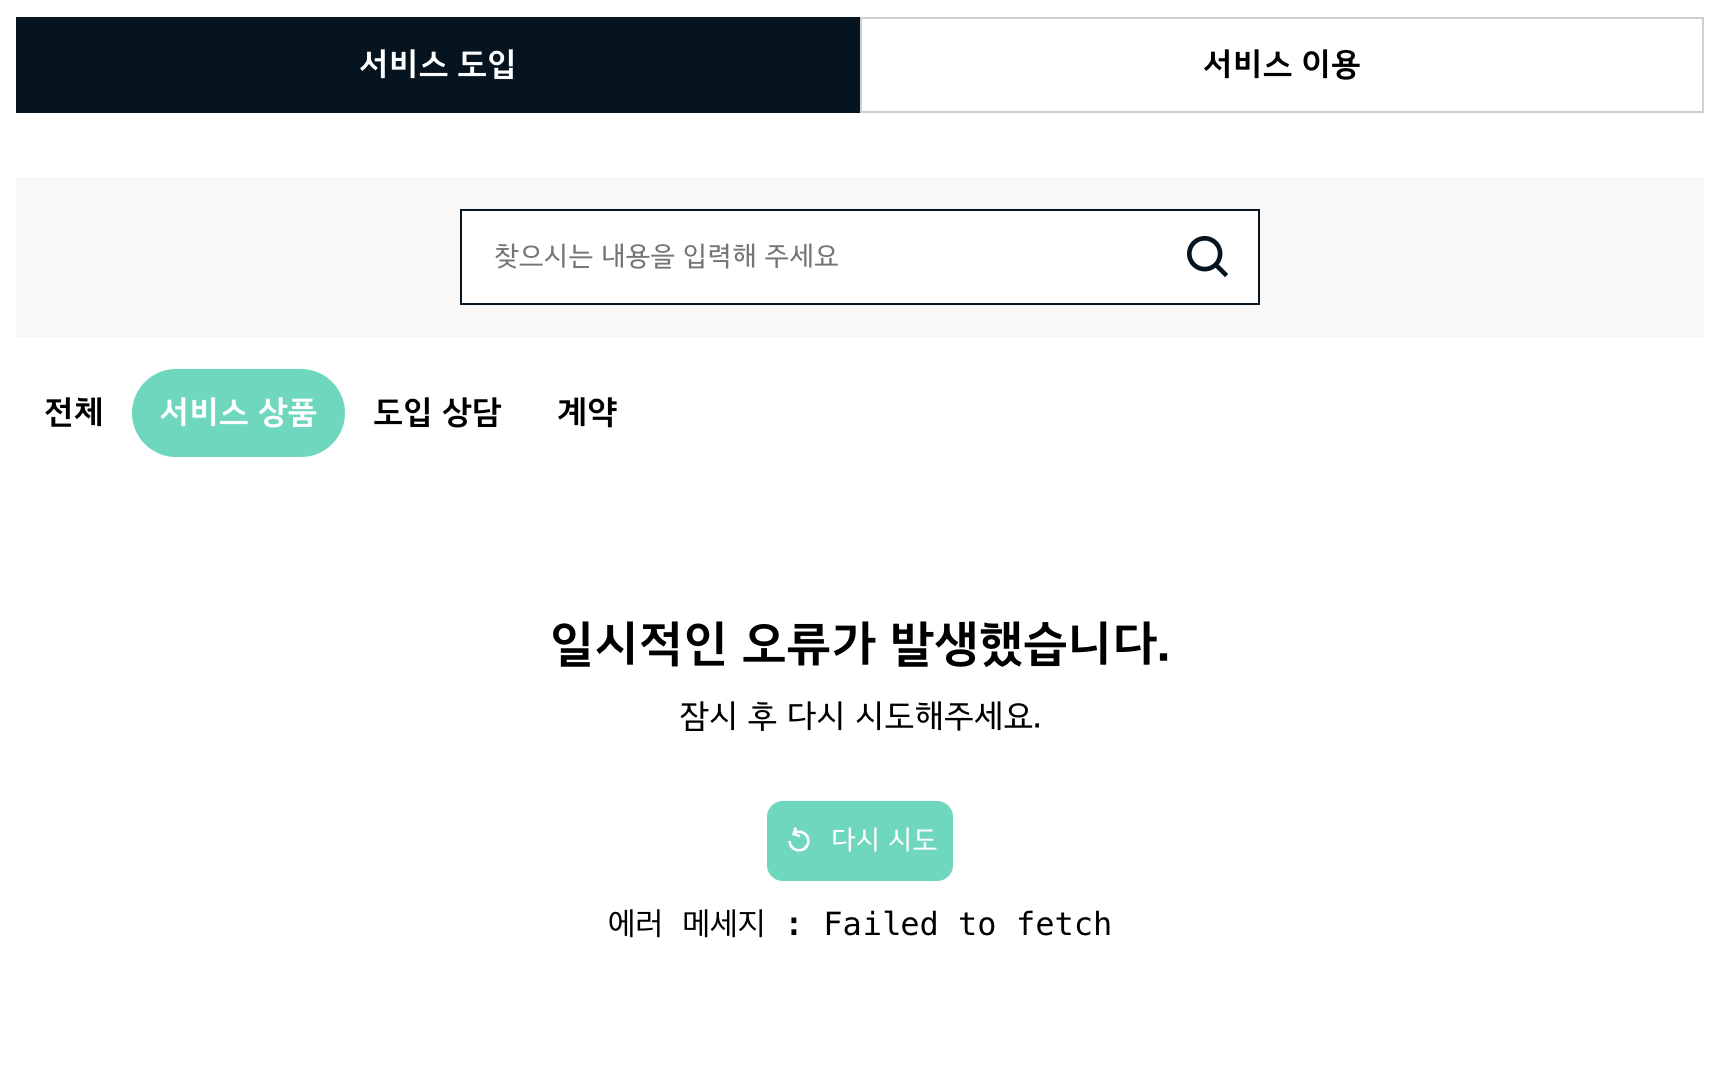 서비스 도입
서비스 이용
찾으시는 내용을 입력해 주세요
전체
서비스 상품
도입 상담
계약
일시적인 오류가 발생했습니다.
잠시 후 다시 시도해주세요.
다시 시도
에러 메세지 : Failed to fetch